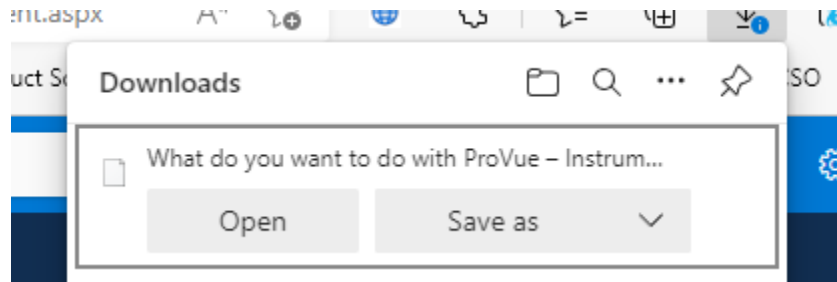 ent.aspx
uct Sc
Downloads
SO
What do you want to do with ProVue – Instrum...
Open
Save as